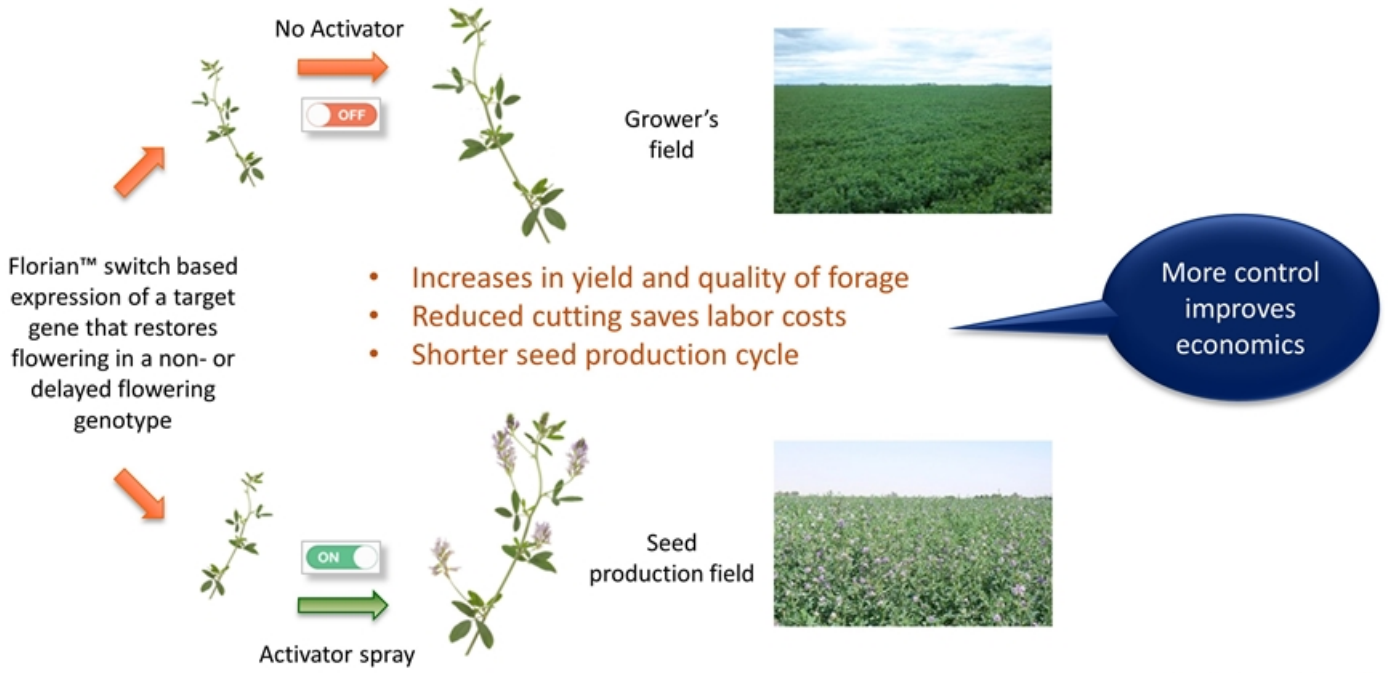 No Activator
OFF
Grower's
field
Florian™ switch based
expression of a target
gene that restores
flowering in a non- or
delayed flowering
genotype
• Increases in yield and quality of forage
• Reduced cutting saves labor costs
• Shorter seed production cycle
More control
improves
economics
ON
Activator spray
Seed
production field